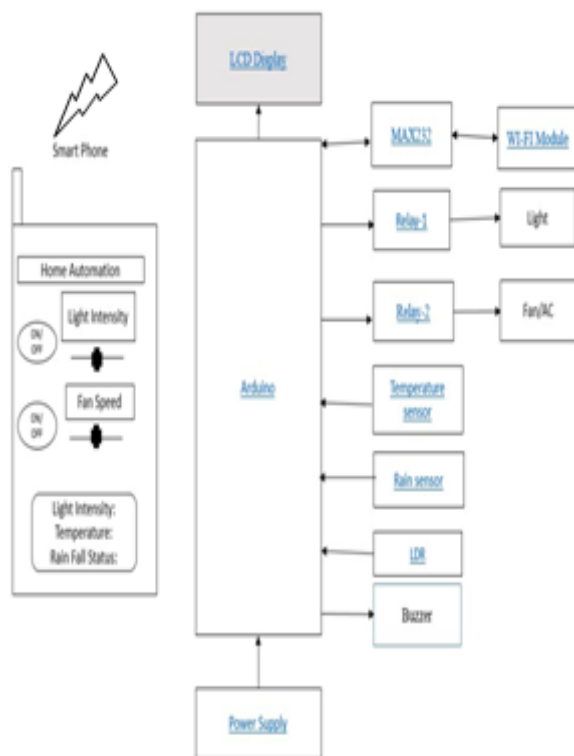 LCD Display
Smart Phone
MAX232
WI-FI Module
Relay-1
Light
Home Automation
Light Intensity
ON/
OFF
Relay-2
Fan/AC
Arduino
Fan Speed
ON/
OFF
Temperature
sensor
Rain sensor
Light Intensity:
Temperature:
Rain Fall Status:
LDR
Buzzer
Power Supply